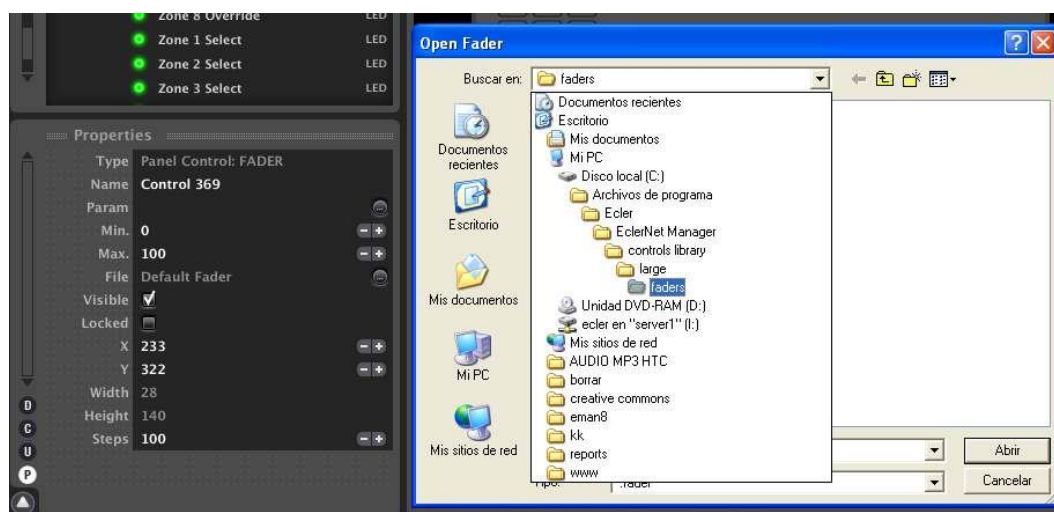 Zone 8 Override LED
Zone 1 Select LED
Zone 2 Select LED
Zone 3 Select LED
Properties
Type Panel Control: FADER
Name Control 369
Param
Min. 0
Max. 100
File Default Fader
Visible
Locked
X 233
Y 322
Width 28
Height 140
Steps 100
D
C
U
P
Open Fader
Buscar en: faders
Documentos recientes
Escritorio
Mis documentos
Mi PC
Mis sitios de red
Documentos recientes
Escritorio
Mis documentos
Mi PC
Disco local (C:)
Archivos de programa
Ecler
EclerNet Manager
controls library
large
faders
Unidad DVD-RAM (D:)
ecler en "server1" (I:)
Mis sitios de red
AUDIO MP3 HTC
borrar
creative commons
eman8
kk
reports
www
Tipo: .fader
Abrir
Cancelar